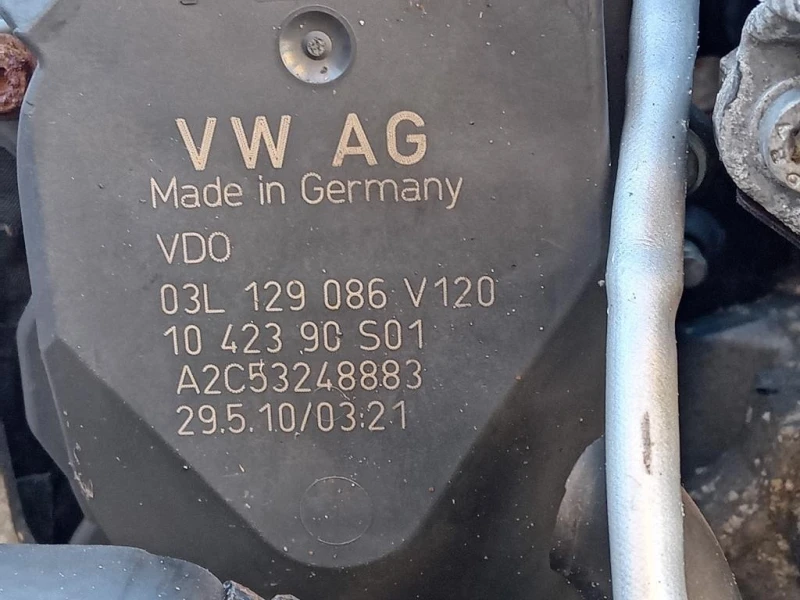 VW AG
Made in Germany
VDO
03L 129 086 V120
10 423 90 S01
A2C53248883
29.5.10/03:21